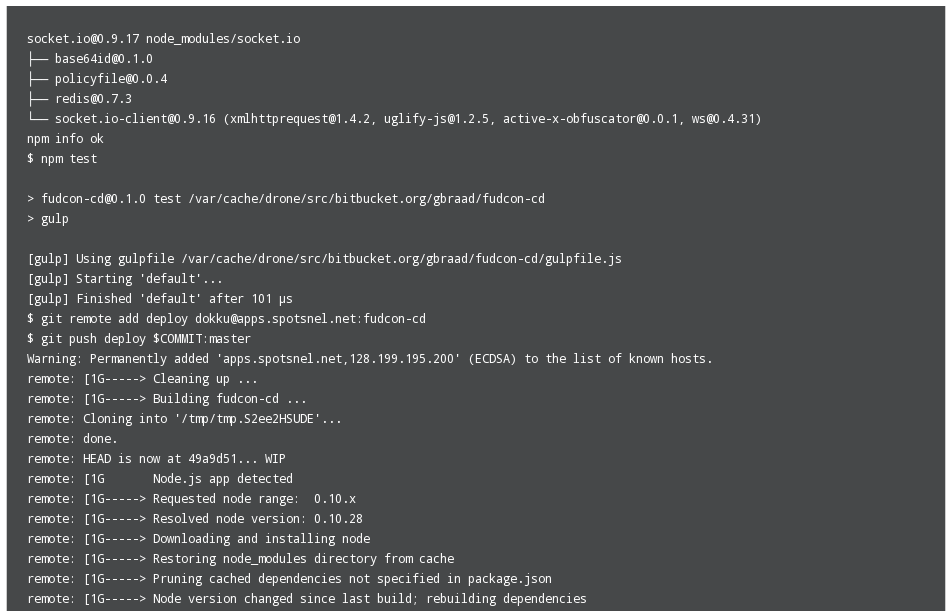 socket.io@0.9.17 node_modules/socket.io
├── base64id@0.1.0
├── policyfile@0.0.4
├── redis@0.7.3
└── socket.io-client@0.9.16 (xmlhttprequest@1.4.2, uglify-js@1.2.5, active-x-obfuscator@0.0.1, ws@0.4.31)
npm info ok
$ npm test

> fudcon-cd@0.1.0 test /var/cache/drone/src/bitbucket.org/gbraad/fudcon-cd
> gulp

[gulp] Using gulpfile /var/cache/drone/src/bitbucket.org/gbraad/fudcon-cd/gulpfile.js
[gulp] Starting 'default'...
[gulp] Finished 'default' after 101 μs
$ git remote add deploy dokku@apps.spotsnel.net:fudcon-cd
$ git push deploy $COMMIT:master
Warning: Permanently added 'apps.spotsnel.net,128.199.195.200' (ECDSA) to the list of known hosts.
remote: [1G-----> Cleaning up ...
remote: [1G-----> Building fudcon-cd ...
remote: Cloning into '/tmp/tmp.S2ee2HSUDE'...
remote: done.
remote: HEAD is now at 49a9d51... WIP
remote: [1G       Node.js app detected
remote: [1G-----> Requested node range:  0.10.x
remote: [1G-----> Resolved node version: 0.10.28
remote: [1G-----> Downloading and installing node
remote: [1G-----> Restoring node_modules directory from cache
remote: [1G-----> Pruning cached dependencies not specified in package.json
remote: [1G-----> Node version changed since last build; rebuilding dependencies